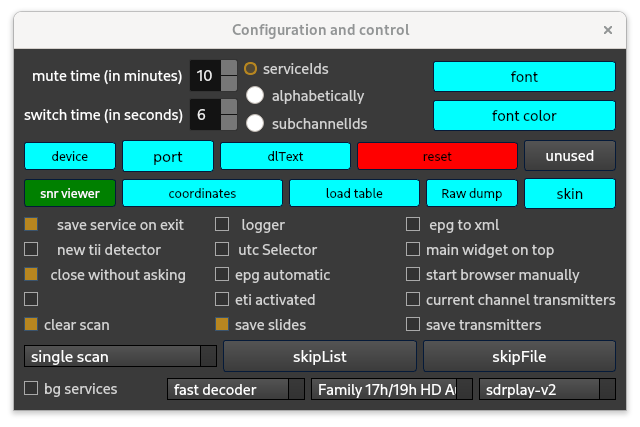 Configuration and control ×
mute time (in minutes) 10 serviceIds font
alphabetically
switch time (in seconds) 6 subchannelIds font color
device port dlText reset unused
snr viewer coordinates load table Raw dump skin
save service on exit logger epg to xml
new tii detector utc Selector main widget on top
close without asking epg automatic start browser manually
eti activated current channel transmitters
clear scan save slides save transmitters
single scan skipList skipFile
bg services fast decoder Family 17h/19h HD sdrplay-v2